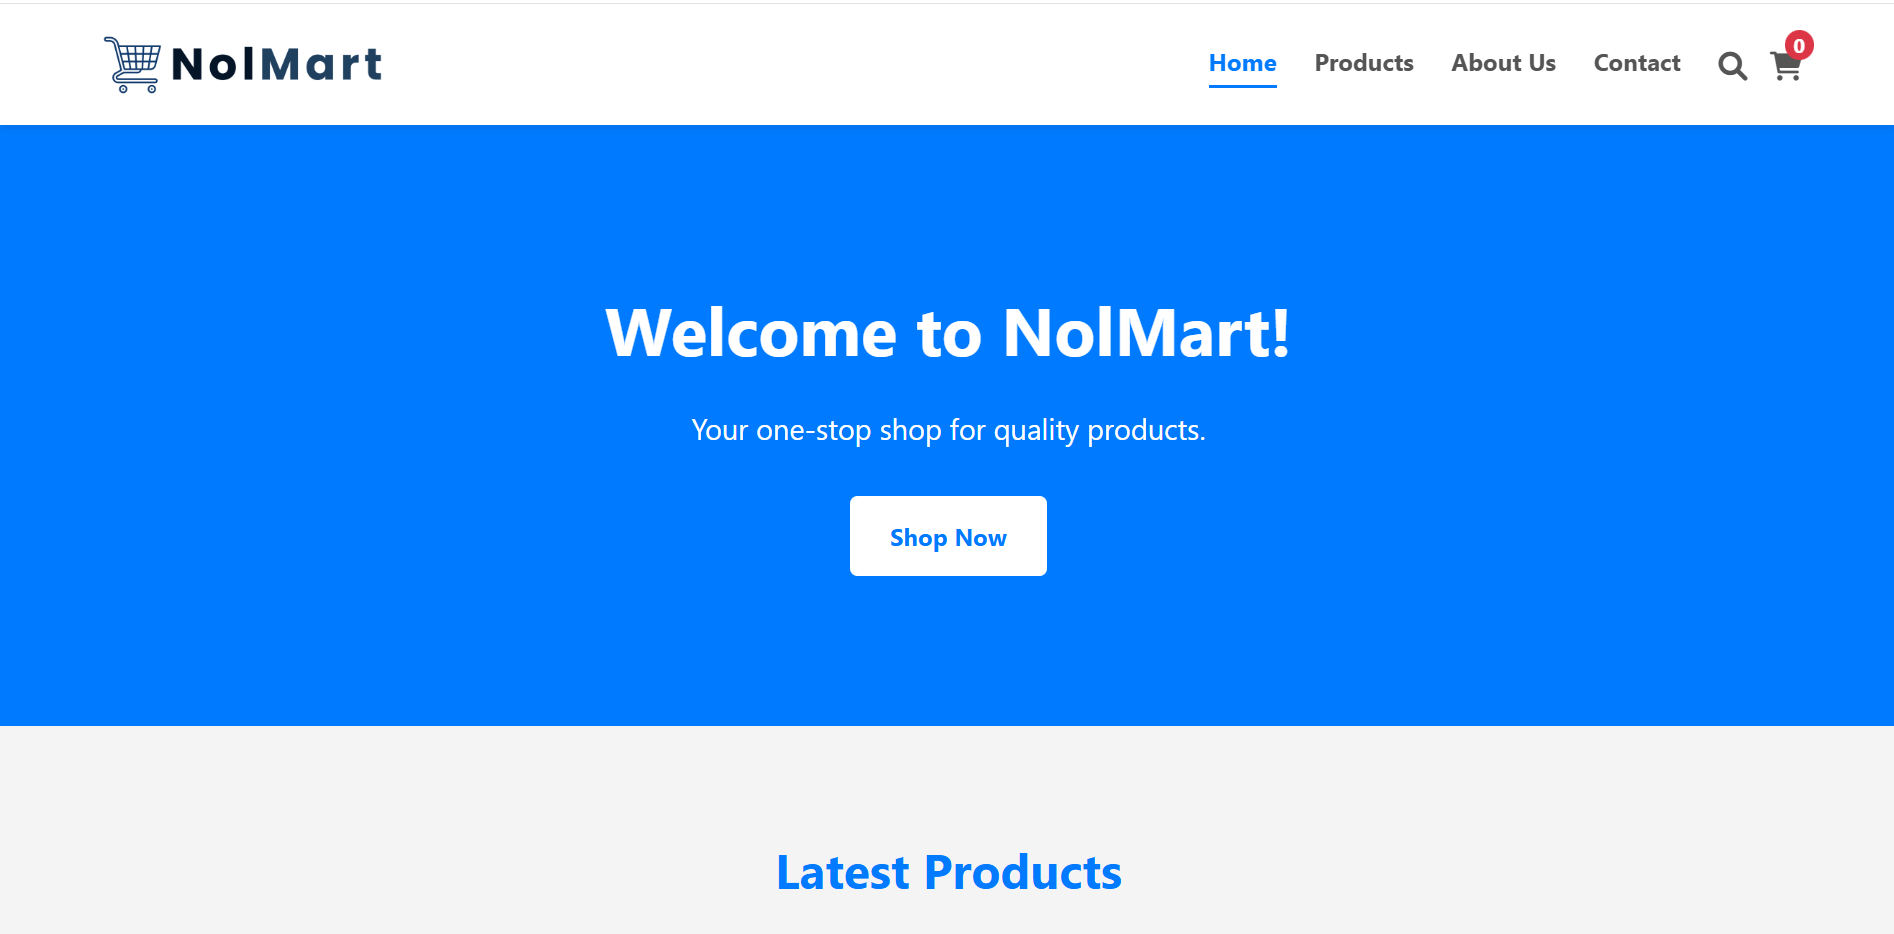 NolMart
Home Products About Us Contact 0
Welcome to NolMart!
Your one-stop shop for quality products.
Shop Now
Latest Products